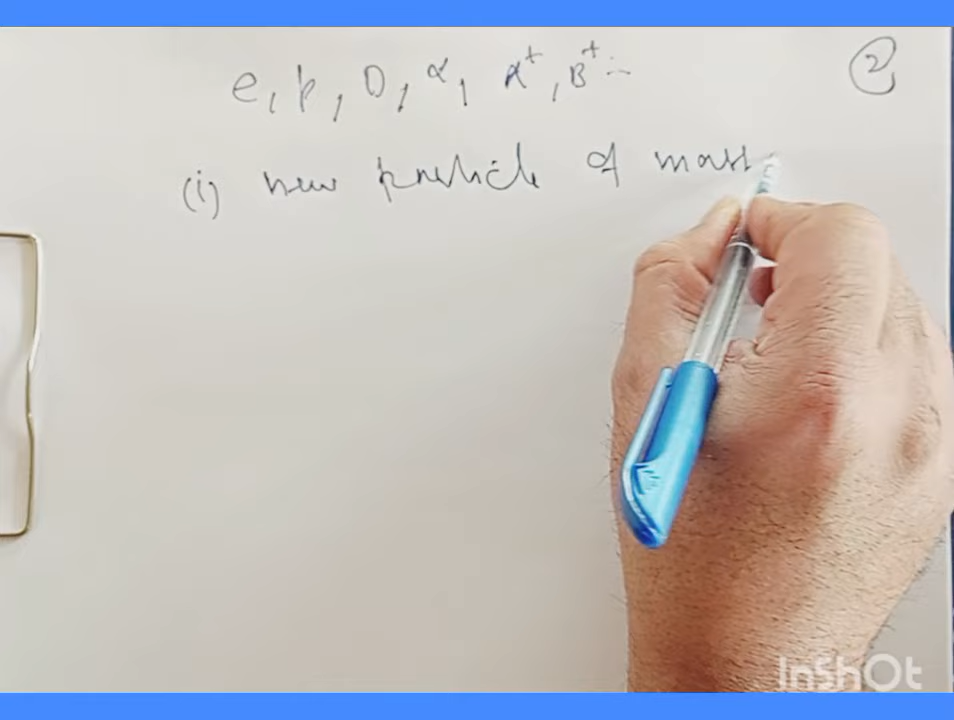 e, p, D, α, A⁺, B⁺ :-
2
(i) new particle of mass
InShOt